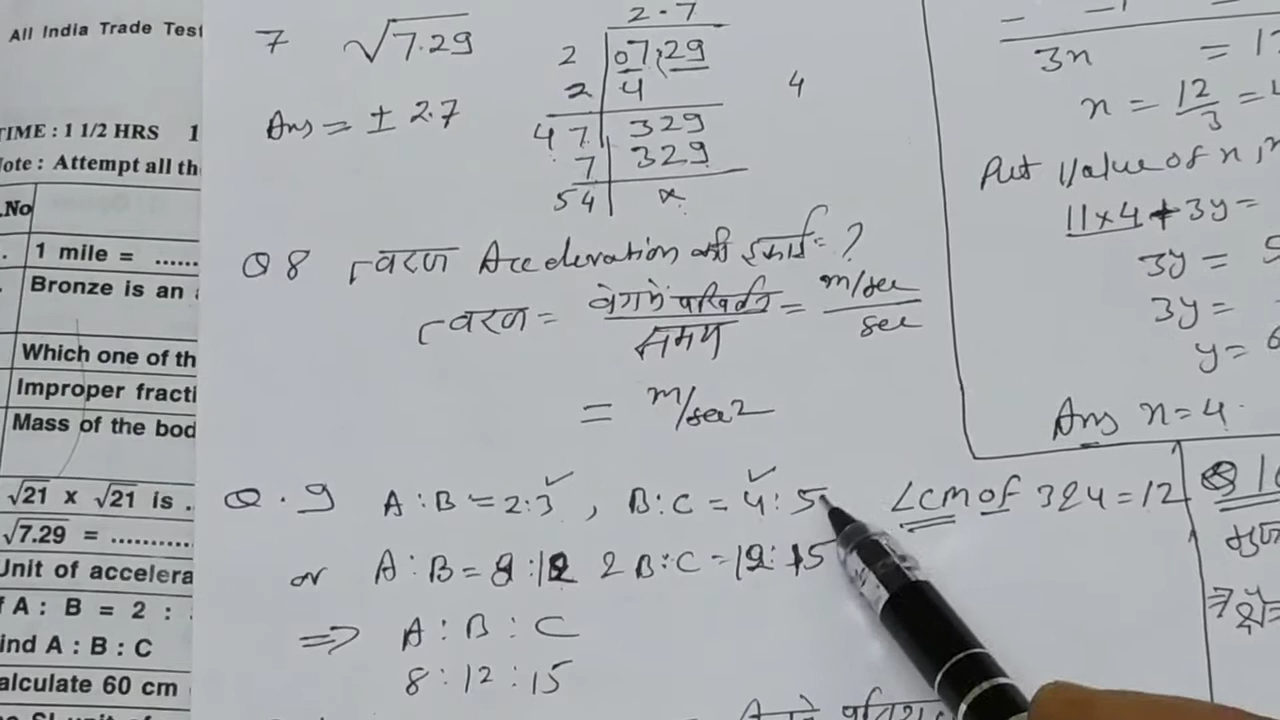 All India Trade Test
TIME : 1 1/2 HRS 1
Note : Attempt all th
.No
1 mile = ......
Bronze is an
Which one of th
Improper fracti
Mass of the bod
√21 x √21 is .
√7.29 = ...........
Unit of accelera
f A : B = 2 :
ind A : B : C
alculate 60 cm
7 √7.29
Ans = ± 2.7
2.7
2 07.29
2 4 4
47 329
7 329
54 x
Q 8 त्वरण Acceleration की इकाई = ?
त्वरण = वेग में परिवर्तन / समय = m/sec / sec
= m/sec2
Q.9 A : B = 2:3 , B:C = 4:5 LCM of 3 & 4 = 12
or A : B = 8 : 12 & B:C = 12 : 15
⇒ A : B : C
8 : 12 : 15
3x = 1
x = 12/3 = 4
Put value of x,
11x4+3y=
3y = 5
3y =
y = 6
Ans x = 4.